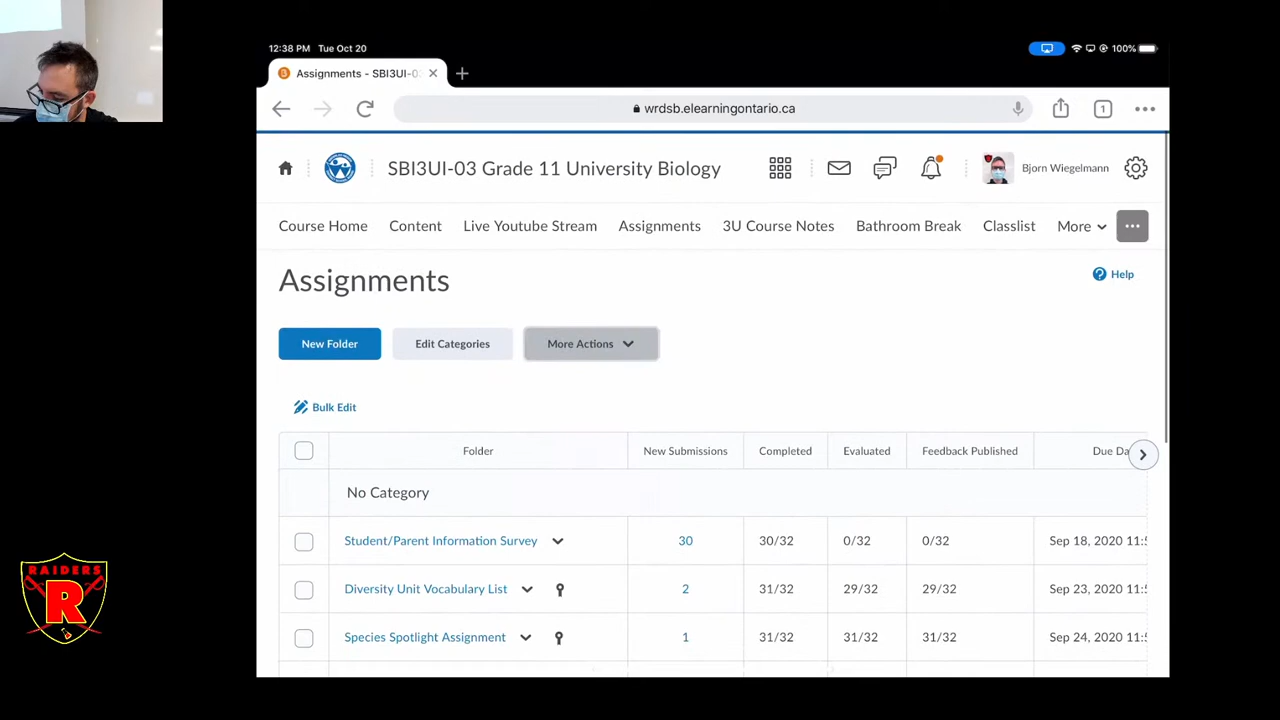 12:38 PM Tue Oct 20
100%
Assignments - SBI3UI-03
wrdsb.elearningontario.ca
1
SBI3UI-03 Grade 11 University Biology
Bjorn Wiegelmann
Course Home Content Live Youtube Stream Assignments 3U Course Notes Bathroom Break Classlist More
Assignments
Help
New Folder Edit Categories More Actions
Bulk Edit
Folder New Submissions Completed Evaluated Feedback Published Due Da
No Category
Student/Parent Information Survey 30 30/32 0/32 0/32 Sep 18, 2020 11:5
Diversity Unit Vocabulary List 2 31/32 29/32 29/32 Sep 23, 2020 11:5
Species Spotlight Assignment 1 31/32 31/32 31/32 Sep 24, 2020 11:5
RAIDERS
R